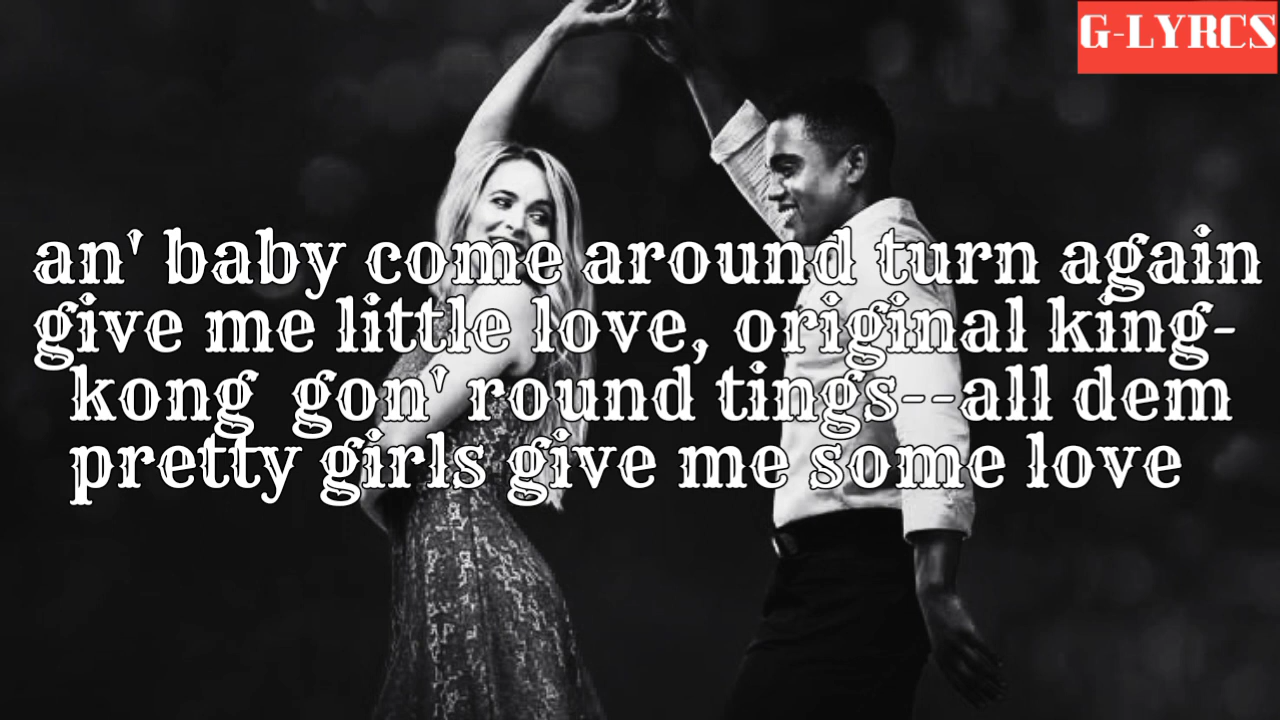 G-LYRCS
an' baby come around turn again
give me little love, original king-
kong gon' round tings--all dem
pretty girls give me some love